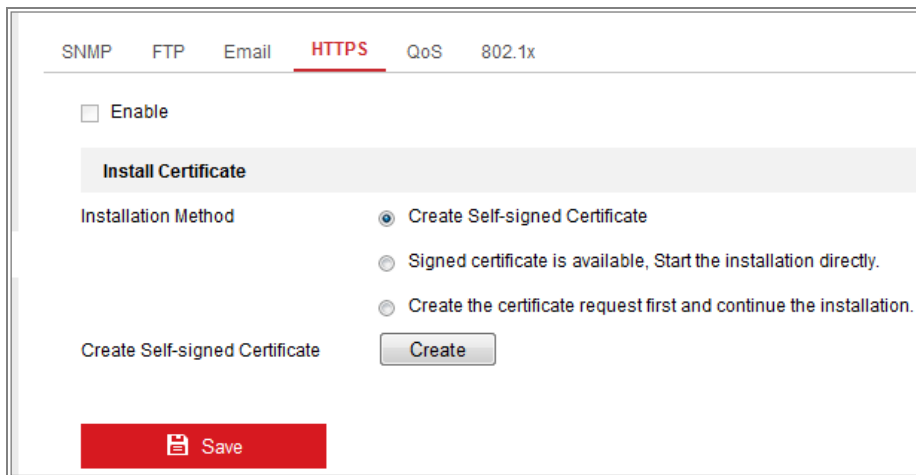 SNMP FTP Email HTTPS QoS 802.1x
Enable
Install Certificate
Installation Method
Create Self-signed Certificate
Signed certificate is available, Start the installation directly.
Create the certificate request first and continue the installation.
Create Self-signed Certificate Create
Save